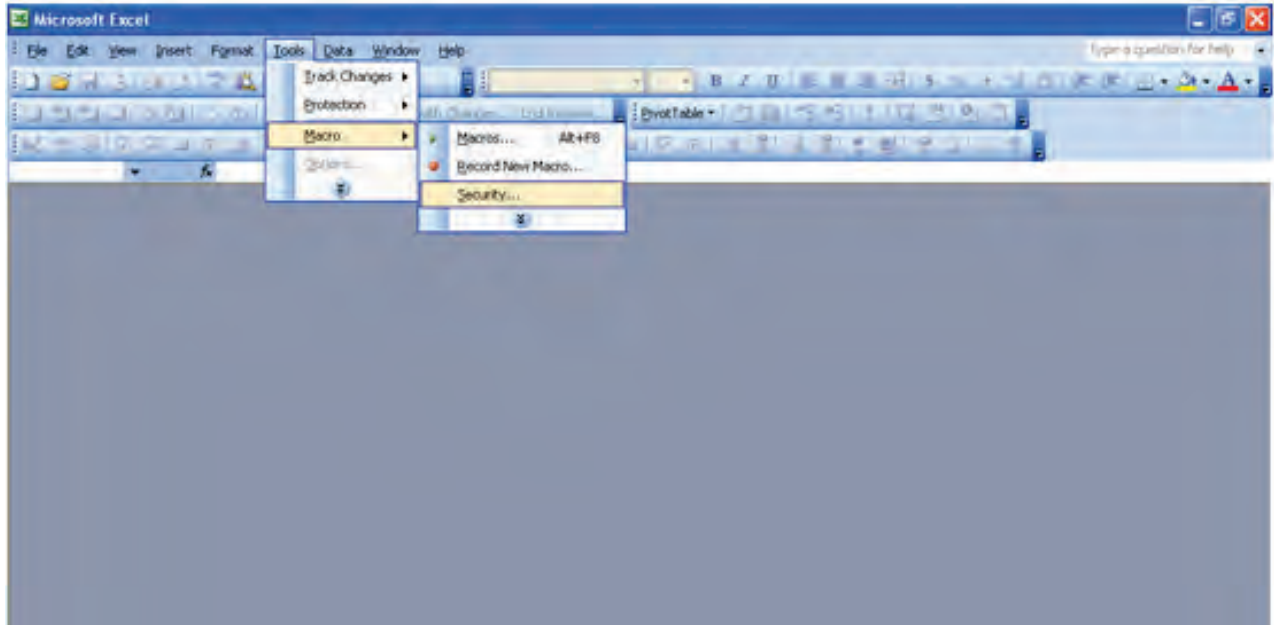 Microsoft Excel
File Edit View Insert Format Tools Data Window Help Type a question for help
Track Changes
B I U
Protection
PivotTable
Macro
Macros... Alt+F8
Options...
Record New Macro...
fx
Security...